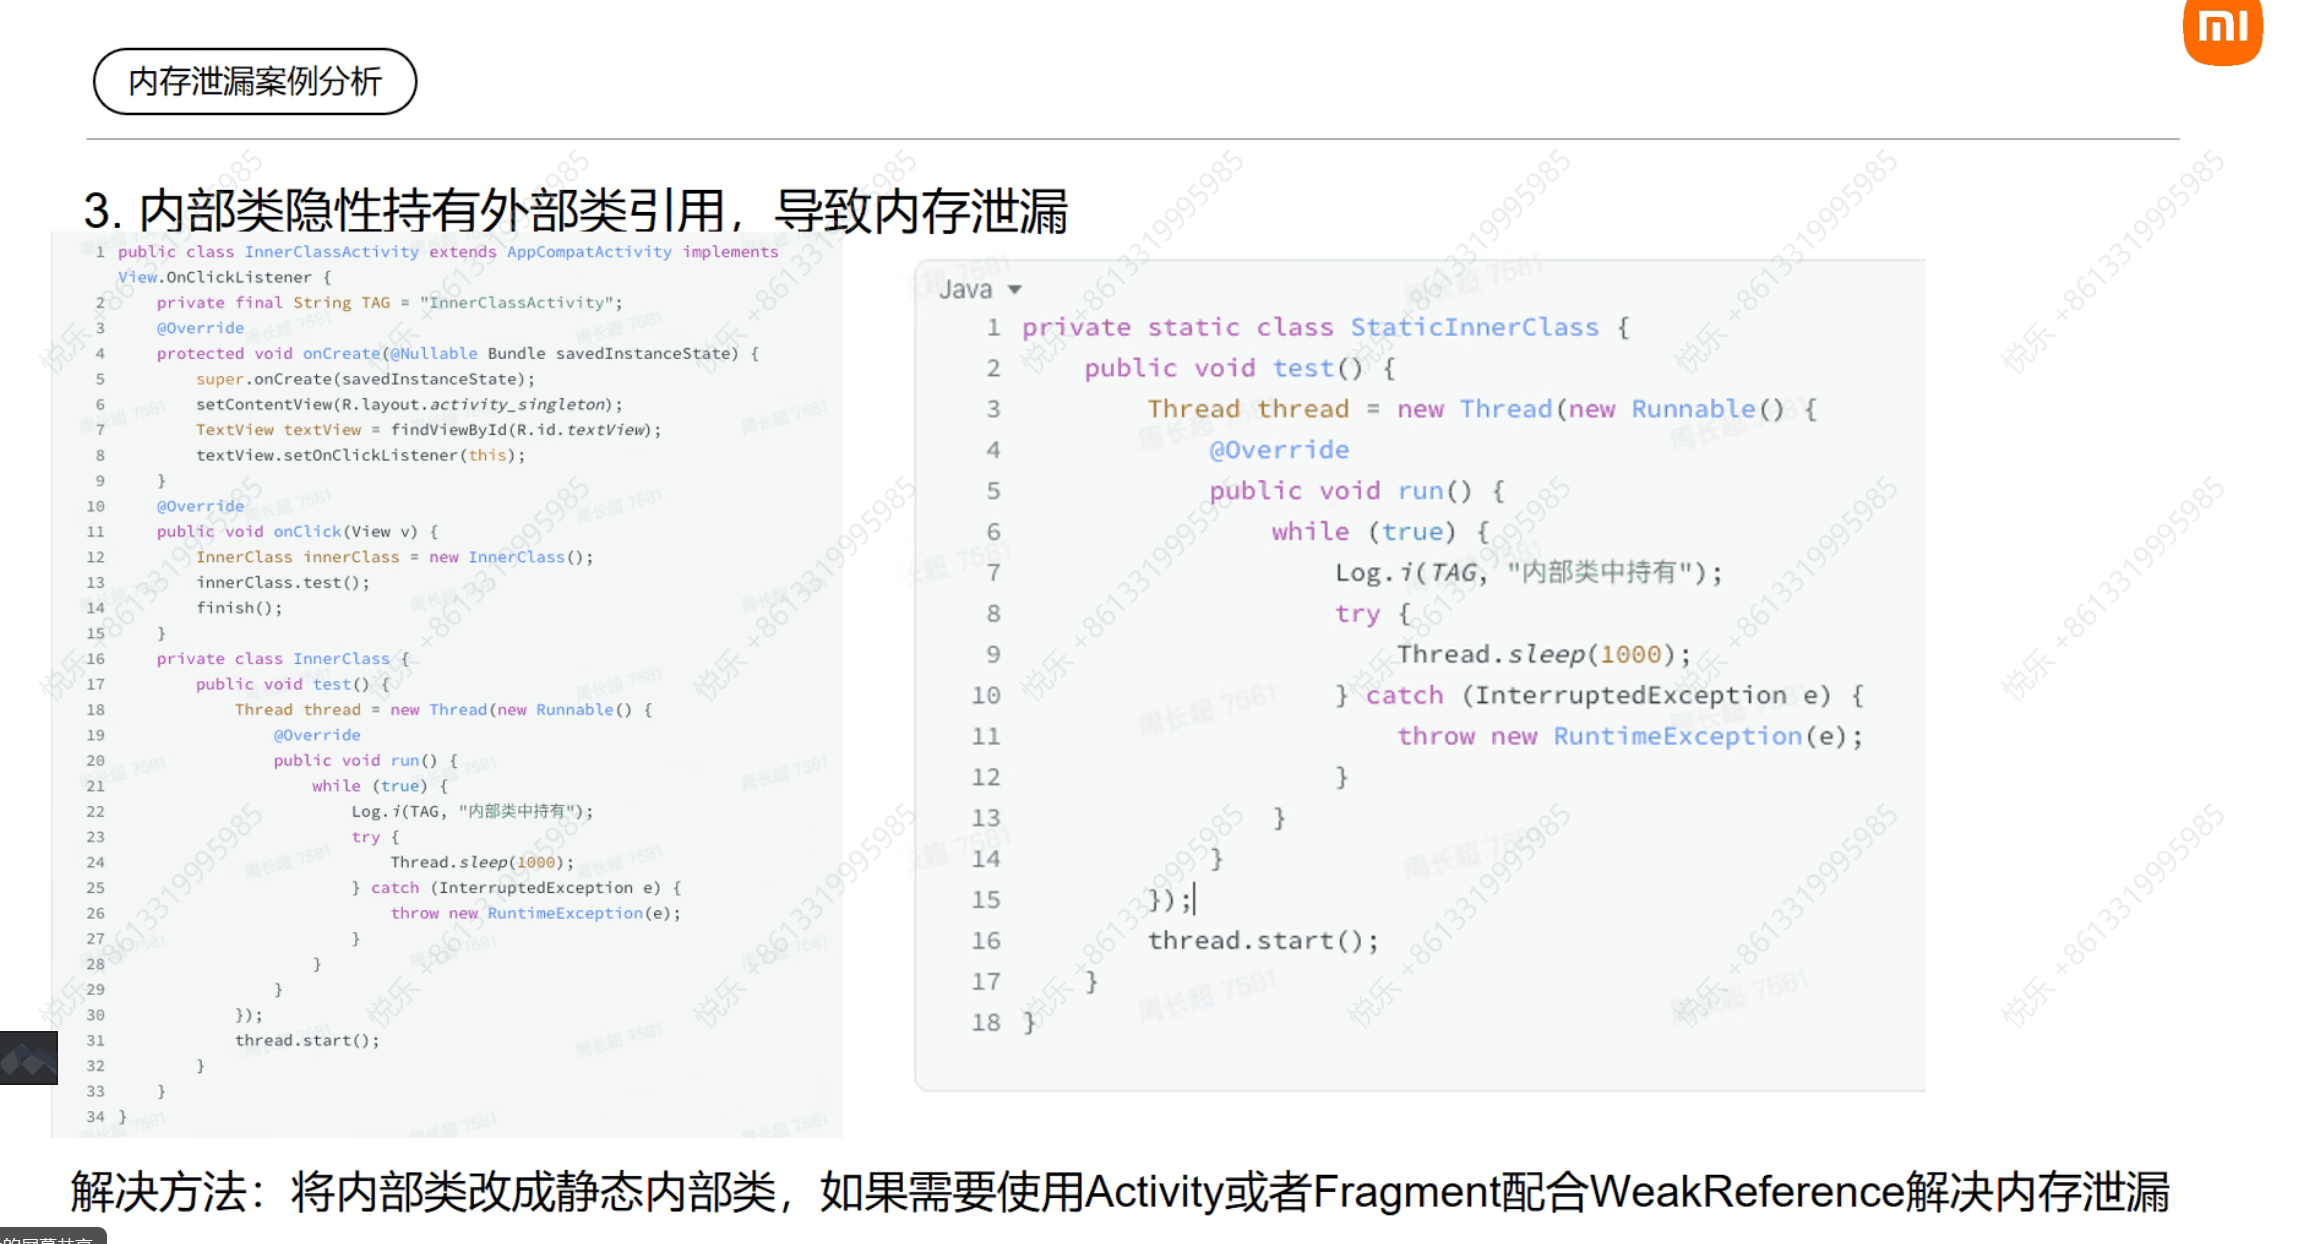 mi
内存泄漏案例分析
3. 内部类隐性持有外部类引用，导致内存泄漏
1 public class InnerClassActivity extends AppCompatActivity implements
View.OnClickListener {
2     private final String TAG = "InnerClassActivity";
3     @Override
4     protected void onCreate(@Nullable Bundle savedInstanceState) {
5         super.onCreate(savedInstanceState);
6         setContentView(R.layout.activity_singleton);
7         TextView textView = findViewById(R.id.textView);
8         textView.setOnClickListener(this);
9     }
10     @Override
11     public void onClick(View v) {
12         InnerClass innerClass = new InnerClass();
13         innerClass.test();
14         finish();
15     }
16     private class InnerClass {
17         public void test() {
18             Thread thread = new Thread(new Runnable() {
19                 @Override
20                 public void run() {
21                     while (true) {
22                         Log.i(TAG, "内部类中持有");
23                         try {
24                             Thread.sleep(1000);
25                         } catch (InterruptedException e) {
26                             throw new RuntimeException(e);
27                         }
28                     }
29                 }
30             });
31             thread.start();
32         }
33     }
34 }
Java
1 private static class StaticInnerClass {
2     public void test() {
3         Thread thread = new Thread(new Runnable() {
4             @Override
5             public void run() {
6                 while (true) {
7                     Log.i(TAG, "内部类中持有");
8                     try {
9                         Thread.sleep(1000);
10                     } catch (InterruptedException e) {
11                         throw new RuntimeException(e);
12                     }
13                 }
14             }
15         });
16         thread.start();
17     }
18 }
解决方法：将内部类改成静态内部类，如果需要使用Activity或者Fragment配合WeakReference解决内存泄漏
悦乐 +8613319995985
周长超 7581